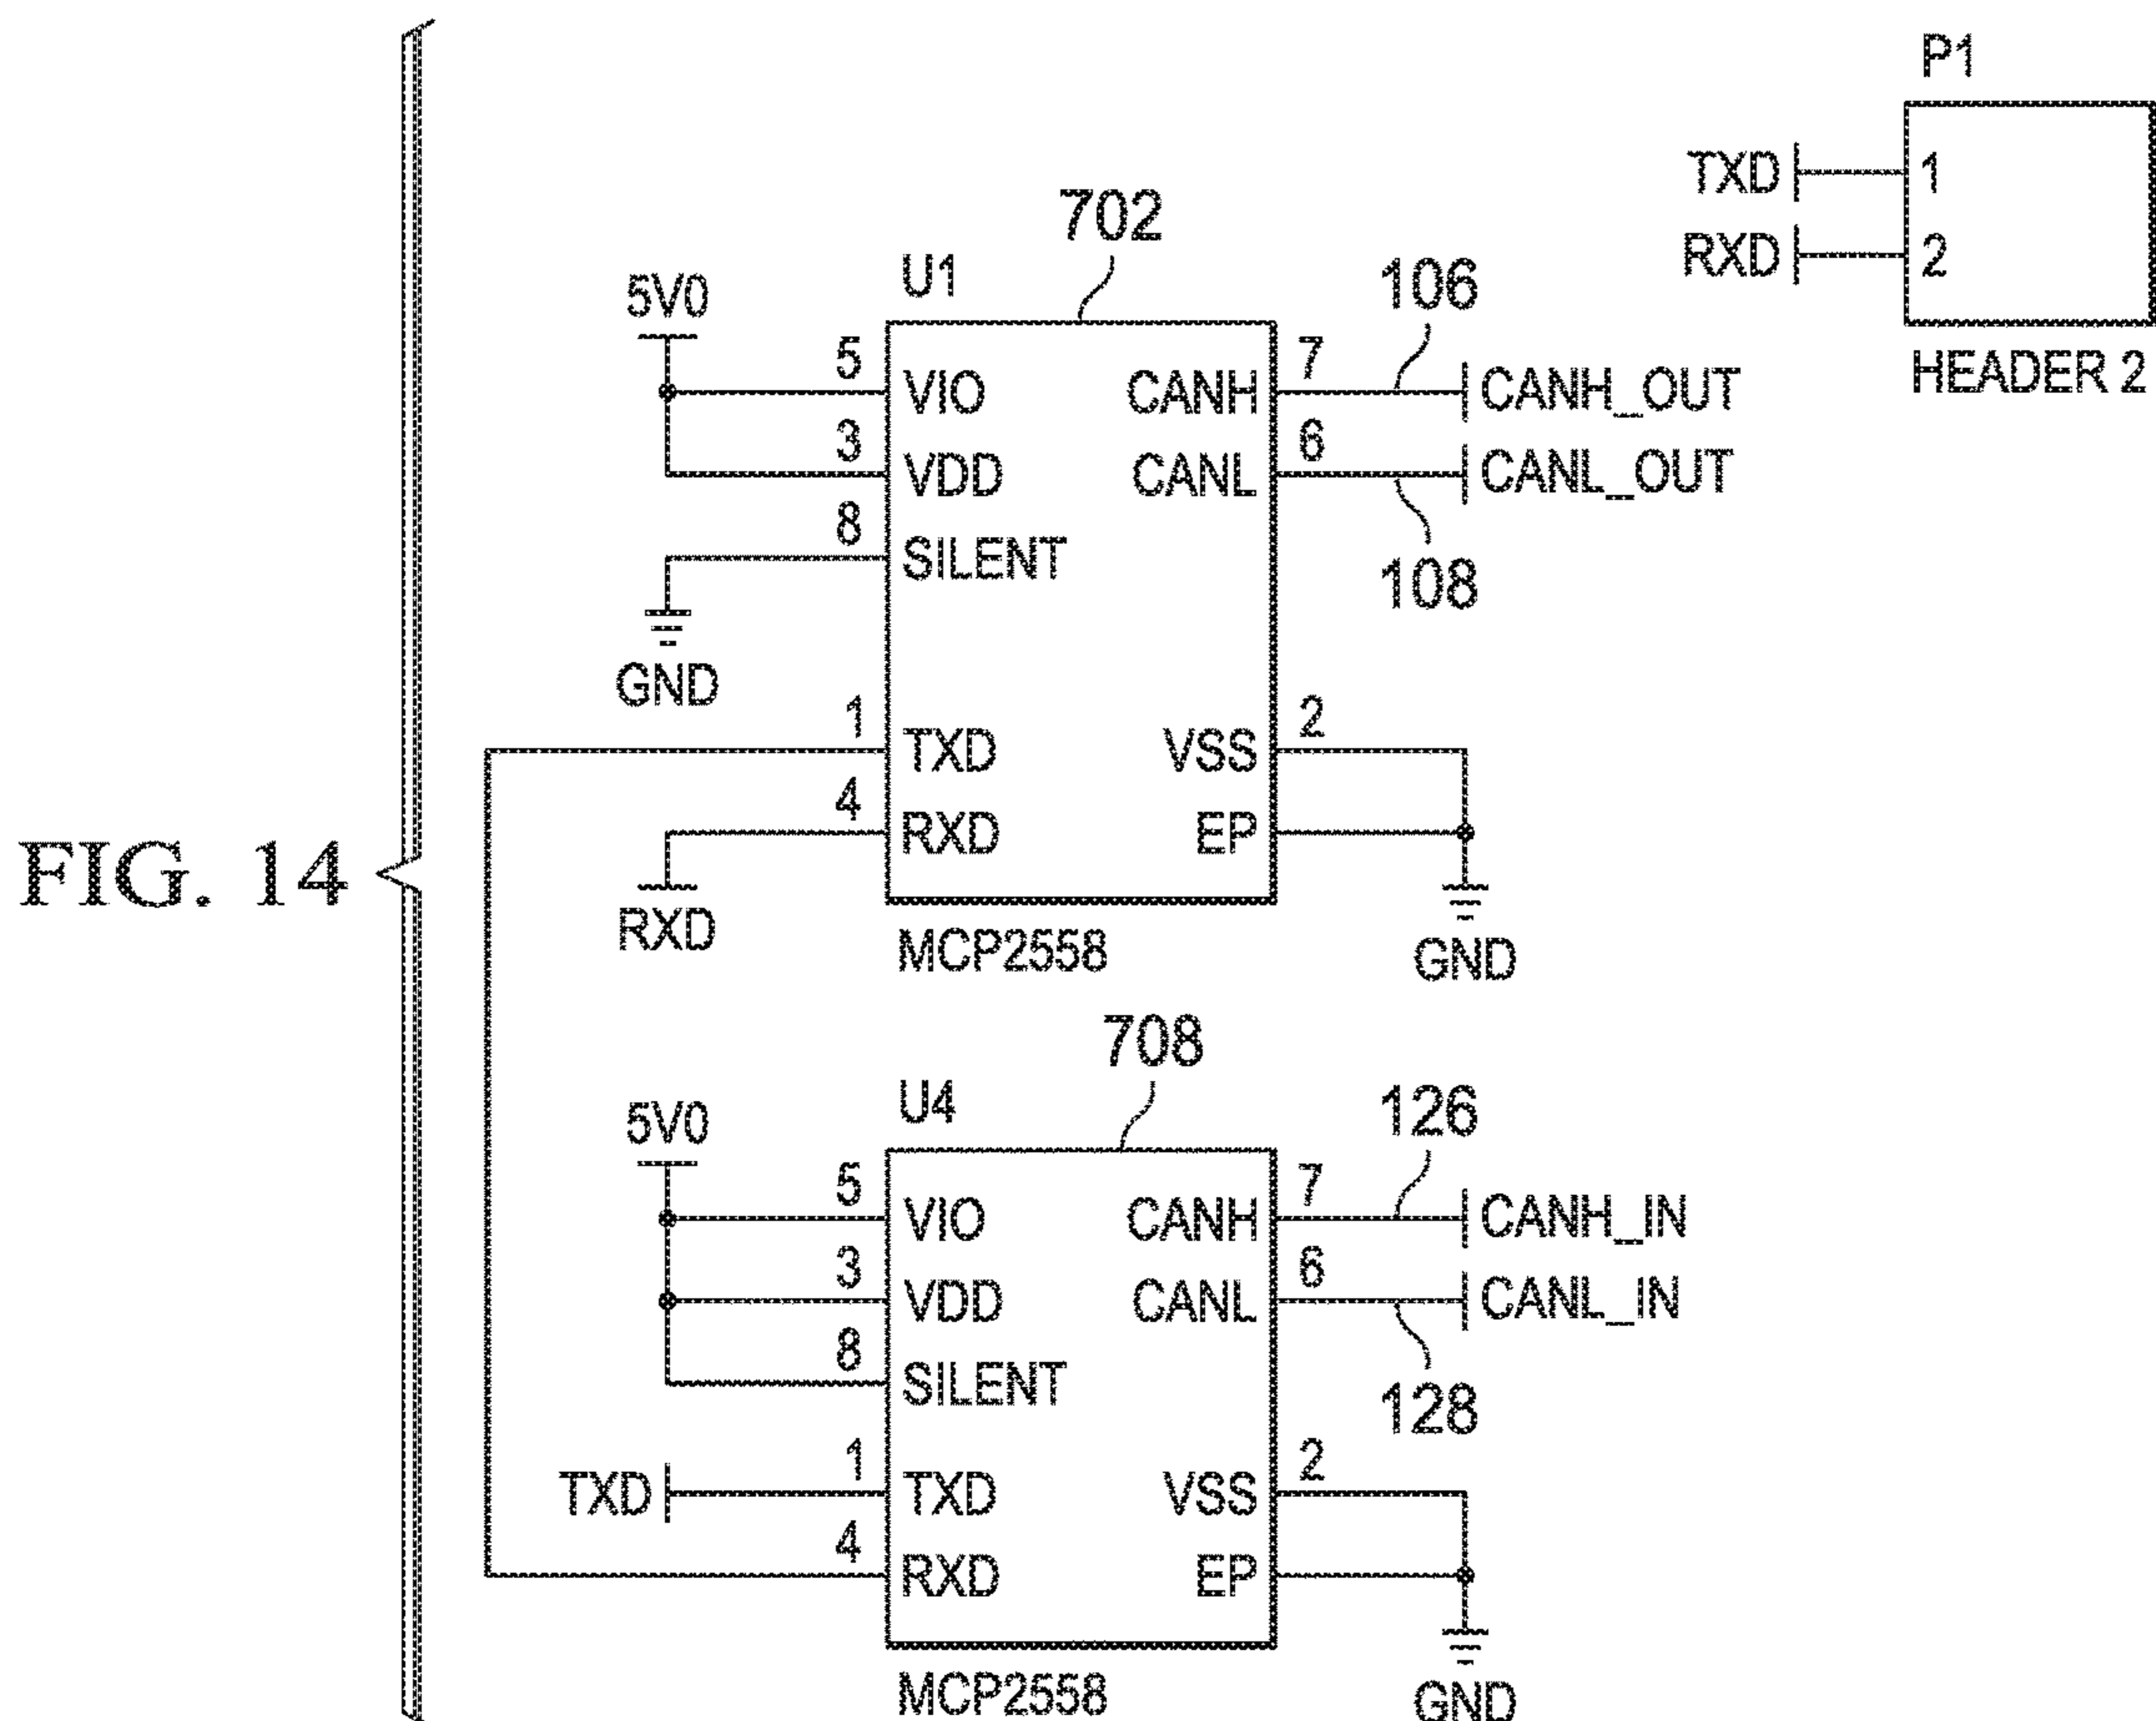 P1
TXD 1
RXD 2
HEADER 2
702
U1
5V0
106
5 VIO CANH 7 CANH_OUT
3 VDD CANL 6 CANL_OUT
8 SILENT
108
GND
1 TXD VSS 2
4 RXD EP
FIG. 14
RXD
MCP2558
GND
708
U4
5V0
126
5 VIO CANH 7 CANH_IN
3 VDD CANL 6 CANL_IN
8 SILENT
128
TXD 1 TXD VSS 2
4 RXD EP
MCP2558
GND